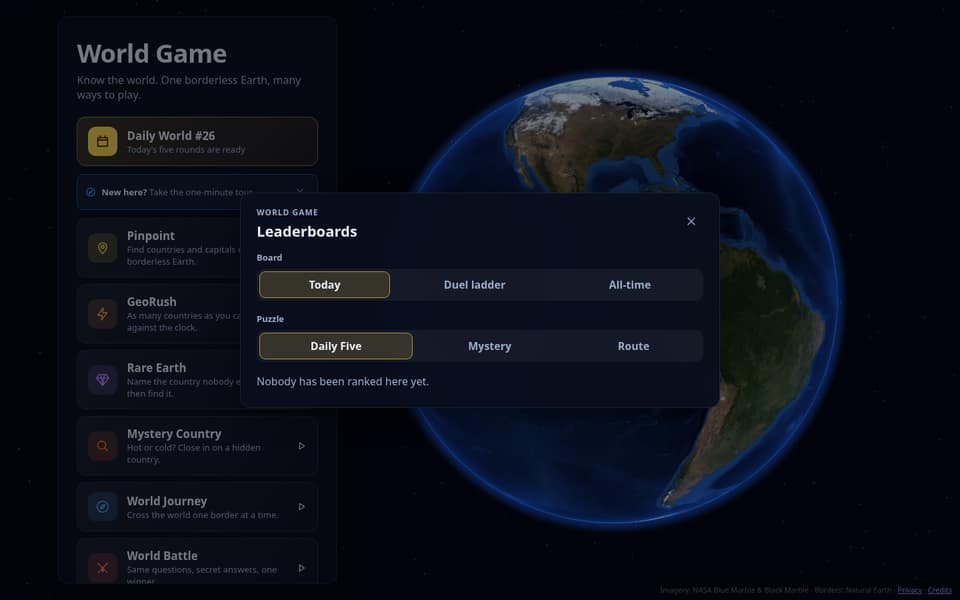 World Game
Know the world. One borderless Earth, many
ways to play.
Daily World #26
Today's five rounds are ready
New here? Take the one-minute tour
Pinpoint
Find countries and capitals
borderless Earth.
GeoRush
As many countries as you
against the clock.
Rare Earth
Name the country nobody
then find it.
Mystery Country
Hot or cold? Close in on a hidden
country.
World Journey
Cross the world one border at a time.
World Battle
Same questions, secret answers, one
winner.
WORLD GAME
Leaderboards
Board
Today Duel ladder All-time
Puzzle
Daily Five Mystery Route
Nobody has been ranked here yet.
Imagery: NASA Blue Marble & Black Marble · Borders: Natural Earth · Privacy · Credits